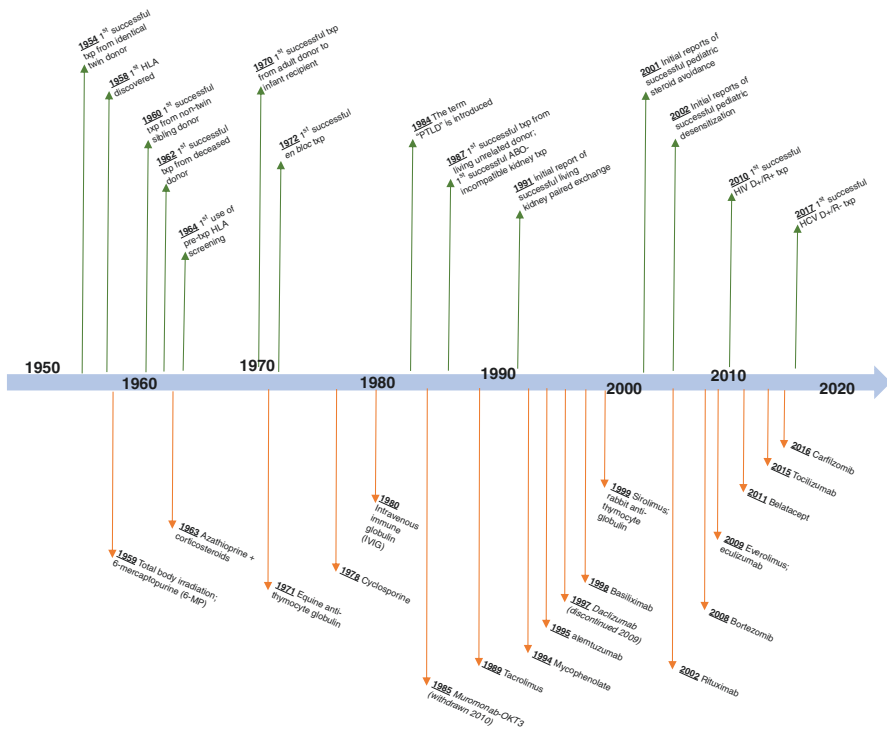 1954 1st successful
txp from identical
twin donor
1958 1st HLA
discovered
1960 1st successful
txp from non-twin
sibling donor
1962 1st successful
txp from deceased
donor
1964 1st use of
pre-txp HLA
screening
1970 1st successful txp
from adult donor to
infant recipient
1972 1st successful
en bloc txp
1984 The term
"PTLD" is introduced
1987 1st successful txp from
living unrelated donor;
1st successful ABO-
incompatible kidney txp
1991 Initial report of
successful living
kidney paired exchange
2001 Initial reports of
successful pediatric
steroid avoidance
2002 Initial reports of
successful pediatric
desensitization
2010 1st successful
HIV D+/R+ txp
2017 1st successful
HCV D+/R- txp
1950
1960
1970
1980
1990
2000
2010
2020
1959 Total body irradiation;
6-mercaptopurine (6-MP)
1963 Azathioprine +
corticosteroids
1971 Equine anti-
thymocyte globulin
1978 Cyclosporine
1980
Intravenous
immune
globulin
(IVIG)
1985 Muromonab-OKT3
(withdrawn 2010)
1989 Tacrolimus
1994 Mycophenolate
1995 alemtuzumab
1997 Daclizumab
(discontinued 2009)
1998 Basiliximab
1999 Sirolimus;
rabbit anti-
thymocyte
globulin
2002 Rituximab
2008 Bortezomib
2009 Everolimus;
eculizumab
2011 Belatacept
2015 Tocilizumab
2016 Carfilzomib